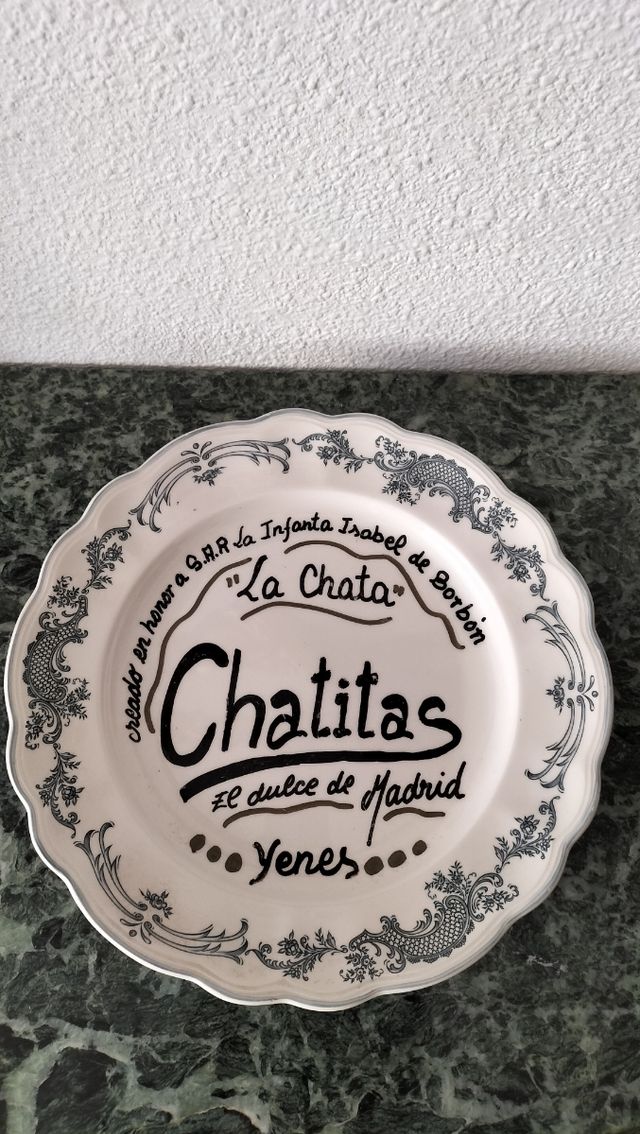 creado en honor a S.A.R La Infanta Isabel de Borbón
"La Chata"
Chatitas
El dulce de Madrid
Yenes